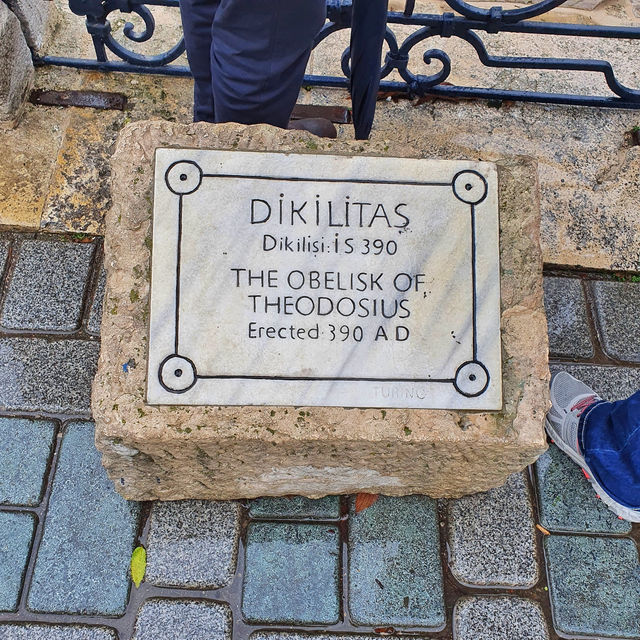 DİKİLİTAŞ
Dikilişi: İS 390
THE OBELISK OF
THEODOSIUS
Erected 390 AD
TURING